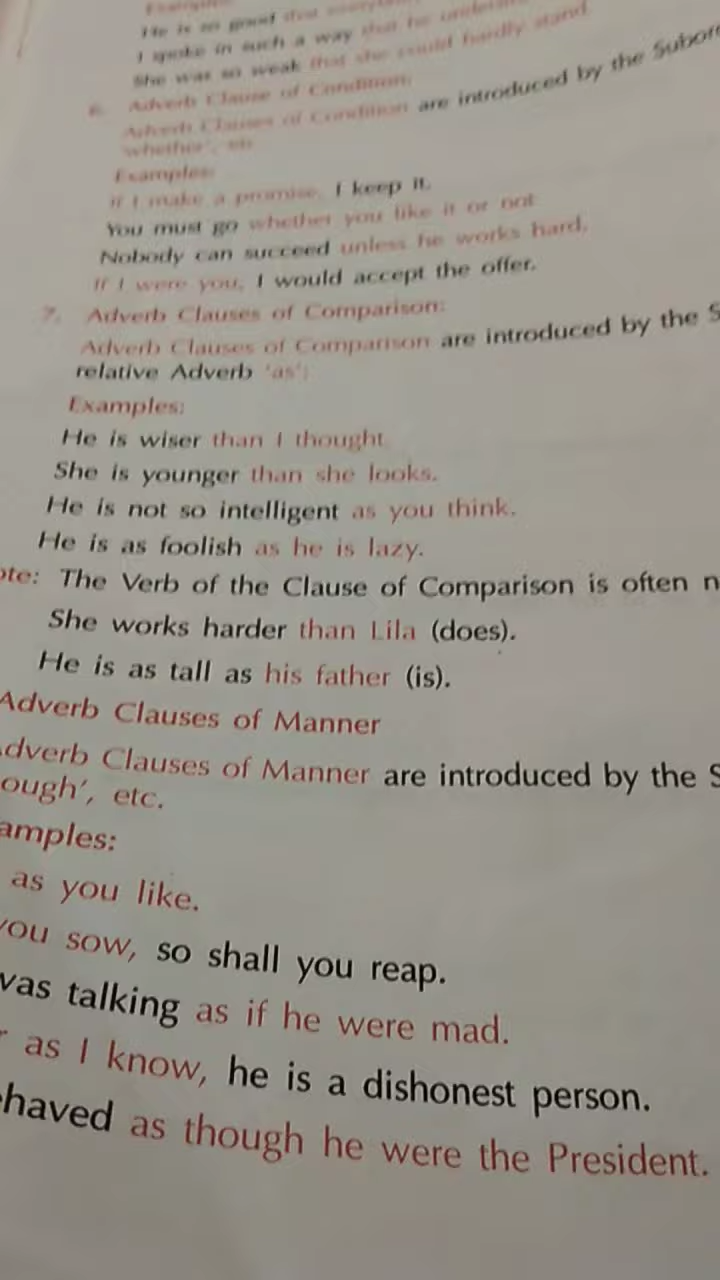 Examples
He is so good that everyone
I spoke in such a way that he
She was so weak that she could hardly stand
6. Adverb Clause of Condition:
Adverb Clauses of Condition are introduced by the Subor
whether', etc
Examples:
If I make a promise, I keep it.
You must go whether you like it or not
Nobody can succeed unless he works hard.
If I were you, I would accept the offer.
7. Adverb Clauses of Comparison:
Adverb Clauses of Comparison are introduced by the S
relative Adverb 'as':
Examples:
He is wiser than I thought.
She is younger than she looks.
He is not so intelligent as you think.
He is as foolish as he is lazy.
ote: The Verb of the Clause of Comparison is often n
She works harder than Lila (does).
He is as tall as his father (is).
Adverb Clauses of Manner
dverb Clauses of Manner are introduced by the S
ough', etc.
amples:
as you like.
you sow, so shall you reap.
was talking as if he were mad.
r as I know, he is a dishonest person.
haved as though he were the President.